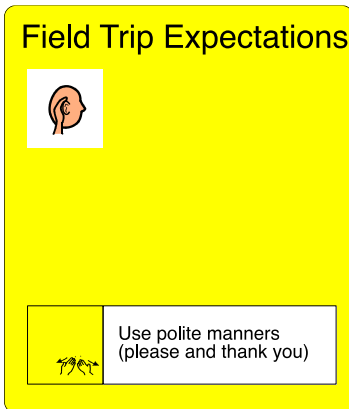 Field Trip Expectations
Use polite manners
(please and thank you)